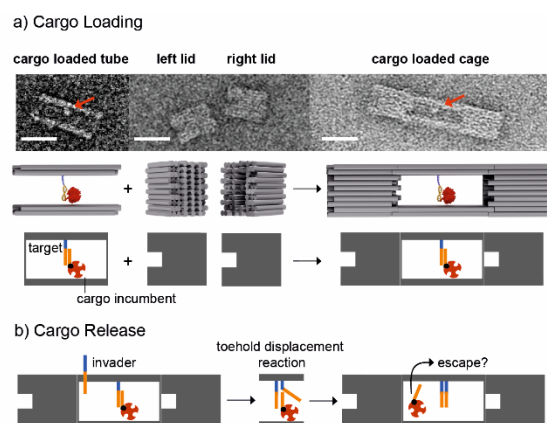 a) Cargo Loading
cargo loaded tube left lid right lid cargo loaded cage
+
+
target
cargo incumbent
b) Cargo Release
invader
toehold displacement
reaction
escape?